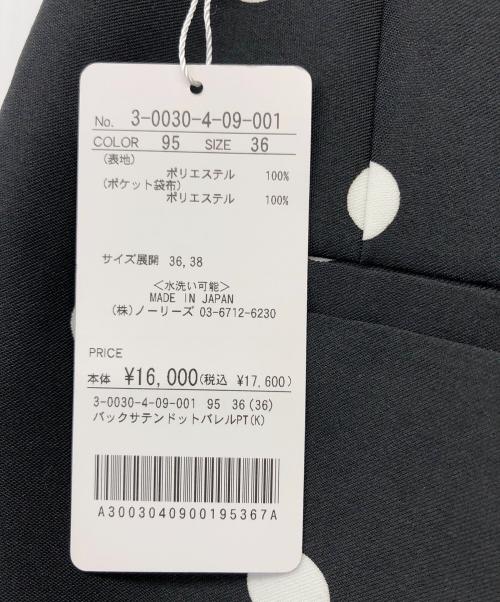 No. 3-0030-4-09-001
COLOR 95 SIZE 36
(表地)
ポリエステル 100%
(ポケット袋布)
ポリエステル 100%
サイズ展開 36,38
<水洗い可能>
MADE IN JAPAN
(株)ノーリーズ 03-6712-6230
PRICE
本体 ¥16,000(税込 ¥17,600)
3-0030-4-09-001 95 36(36)
バックサテンドットバレルPT(K)
A30030400900195367A